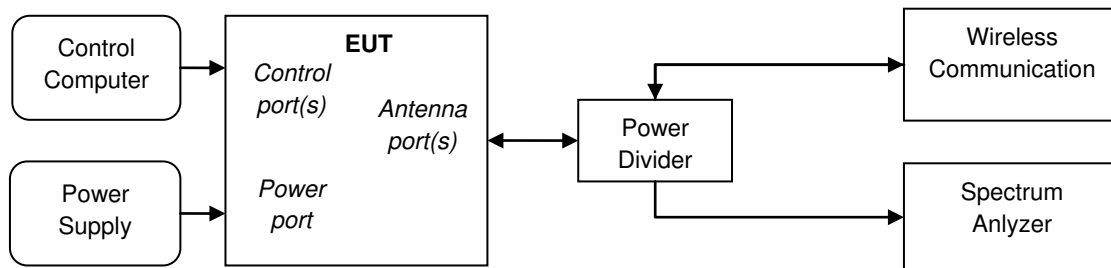 Control
Computer
EUT
Control
port(s)
Antenna
port(s)
Power
port
Power
Supply
Power
Divider
Wireless
Communication
Spectrum
Anlyzer